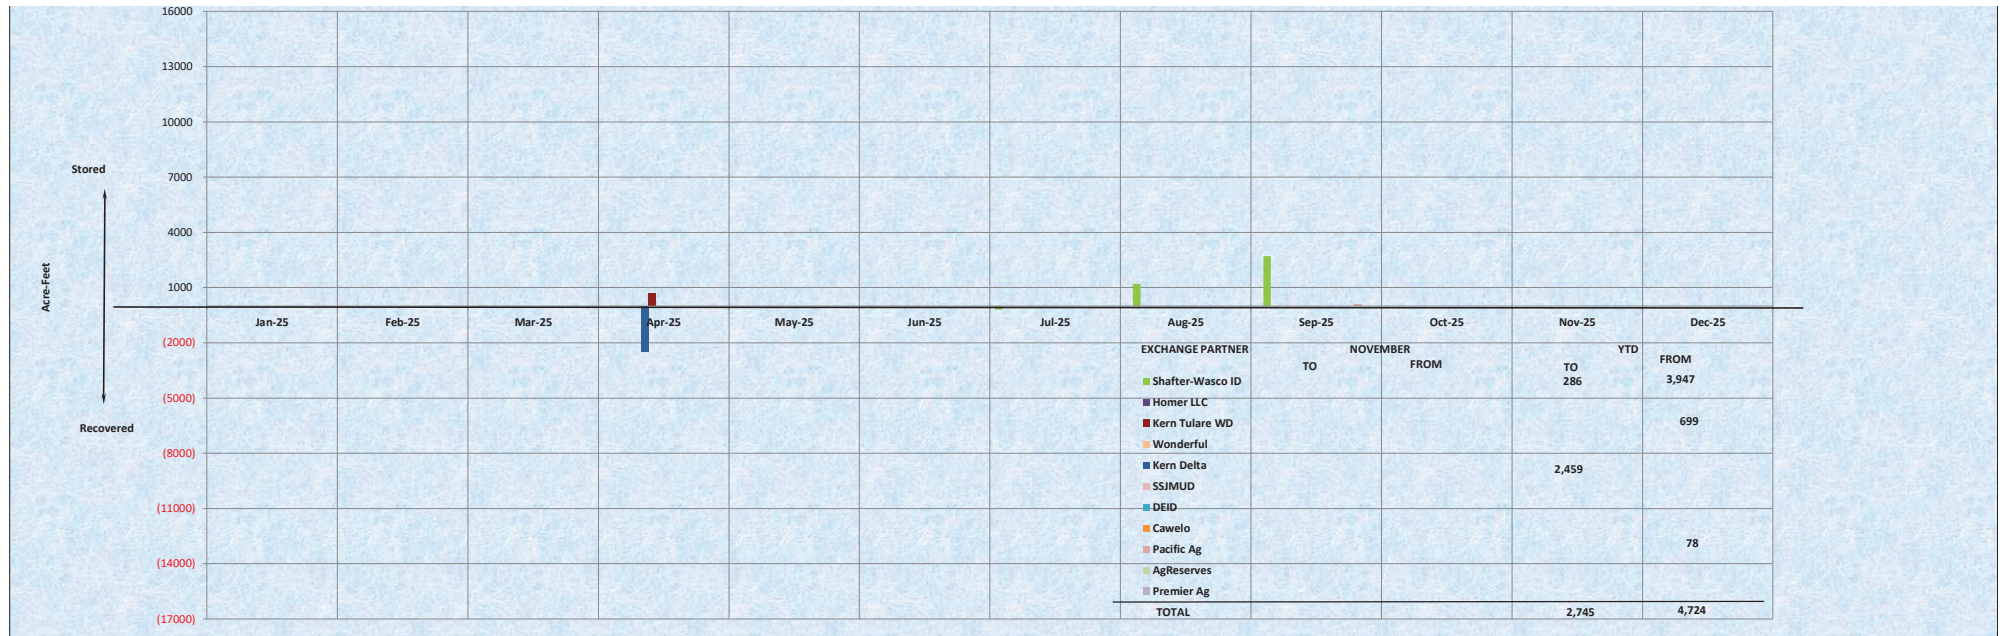 16000
13000
10000
7000
Stored
4000
Acre-Feet
1000
Jan-25 Feb-25 Mar-25 Apr-25 May-25 Jun-25 Jul-25 Aug-25 Sep-25 Oct-25 Nov-25 Dec-25
(2000)
(5000)
Recovered
(8000)
(11000)
(14000)
(17000)
EXCHANGE PARTNER NOVEMBER YTD
TO FROM TO FROM
Shafter-Wasco ID 286 3,947
Homer LLC
Kern Tulare WD 699
Wonderful
Kern Delta 2,459
SSJMUD
DEID
Cawelo
Pacific Ag 78
AgReserves
Premier Ag
TOTAL 2,745 4,724